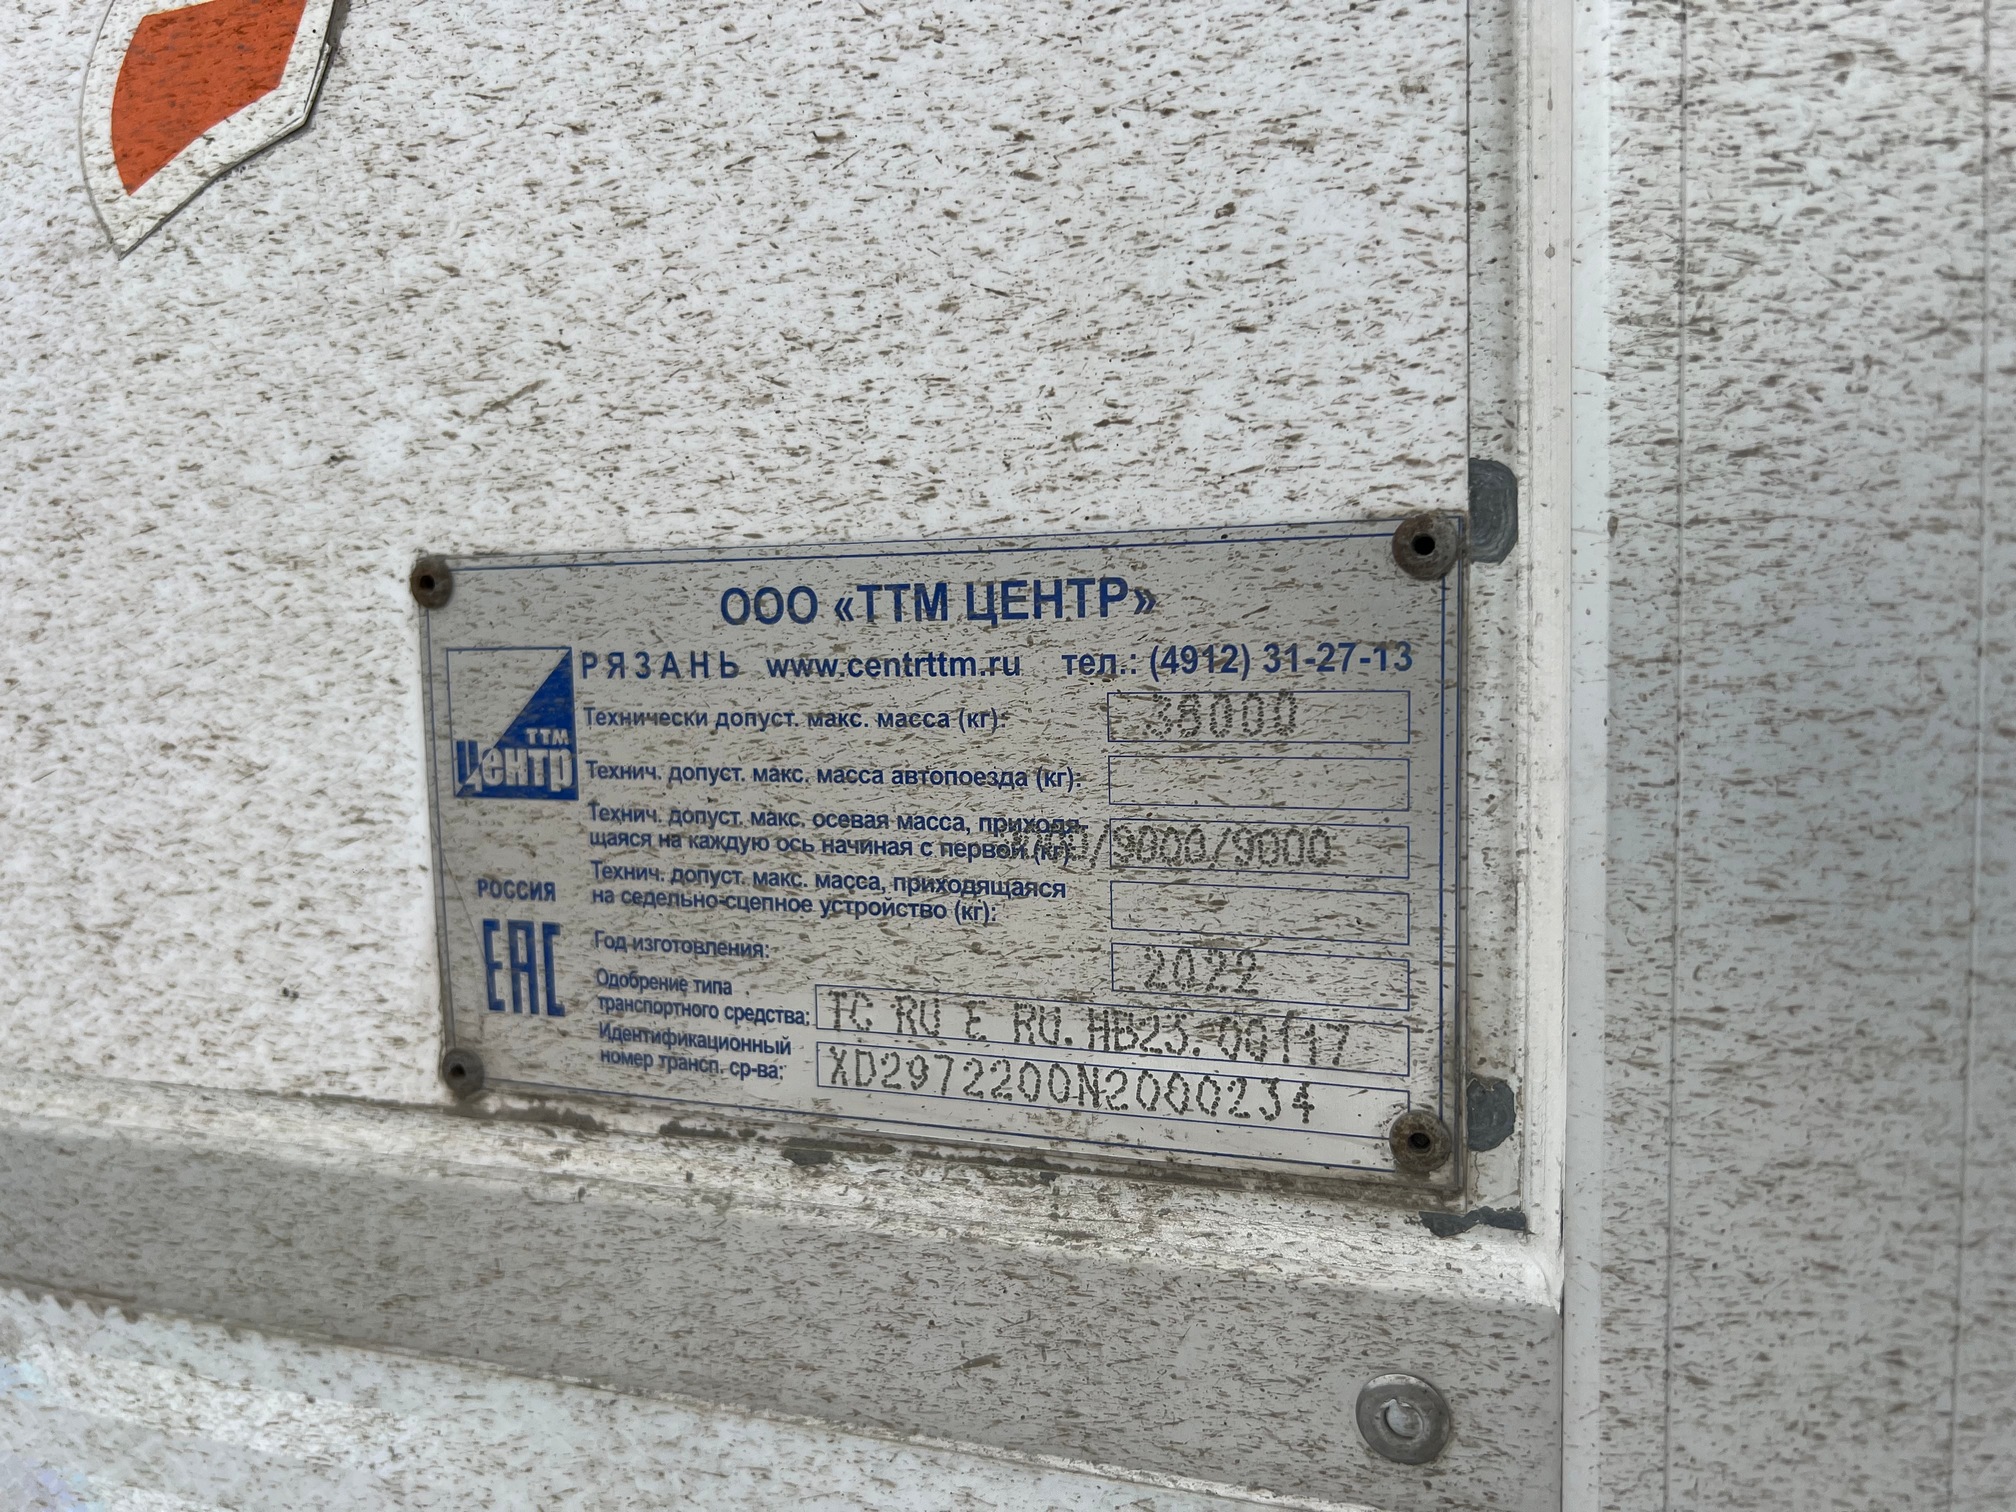 ООО «ТТМ ЦЕНТР»
РЯЗАНЬ www.centrttm.ru тел.: (4912) 31-27-13
ТТМ
Центр
Технически допуст. макс. масса (кг): 38000
Технич. допуст. макс. масса автопоезда (кг):
Технич. допуст. макс. осевая масса, приходя-
щаяся на каждую ось начиная с первой (кг): /9000/9000
Технич. допуст. макс. масса, приходящаяся
на седельно-сцепное устройство (кг):
РОССИЯ
EAC
Год изготовления: 2022
Одобрение типа
транспортного средства: TC RU E RU.HB23.00117
Идентификационный
номер трансп. ср-ва: XD2972200N2000234